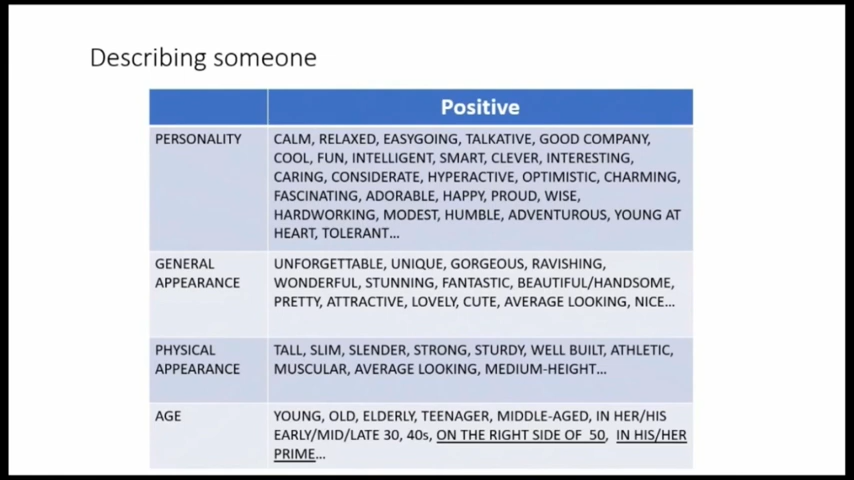 Describing someone
Positive
PERSONALITY
CALM, RELAXED, EASYGOING, TALKATIVE, GOOD COMPANY,
COOL, FUN, INTELLIGENT, SMART, CLEVER, INTERESTING,
CARING, CONSIDERATE, HYPERACTIVE, OPTIMISTIC, CHARMING,
FASCINATING, ADORABLE, HAPPY, PROUD, WISE,
HARDWORKING, MODEST, HUMBLE, ADVENTUROUS, YOUNG AT
HEART, TOLERANT...
GENERAL
APPEARANCE
UNFORGETTABLE, UNIQUE, GORGEOUS, RAVISHING,
WONDERFUL, STUNNING, FANTASTIC, BEAUTIFUL/HANDSOME,
PRETTY, ATTRACTIVE, LOVELY, CUTE, AVERAGE LOOKING, NICE...
PHYSICAL
APPEARANCE
TALL, SLIM, SLENDER, STRONG, STURDY, WELL BUILT, ATHLETIC,
MUSCULAR, AVERAGE LOOKING, MEDIUM-HEIGHT...
AGE
YOUNG, OLD, ELDERLY, TEENAGER, MIDDLE-AGED, IN HER/HIS
EARLY/MID/LATE 30, 40s, ON THE RIGHT SIDE OF 50, IN HIS/HER
PRIME...